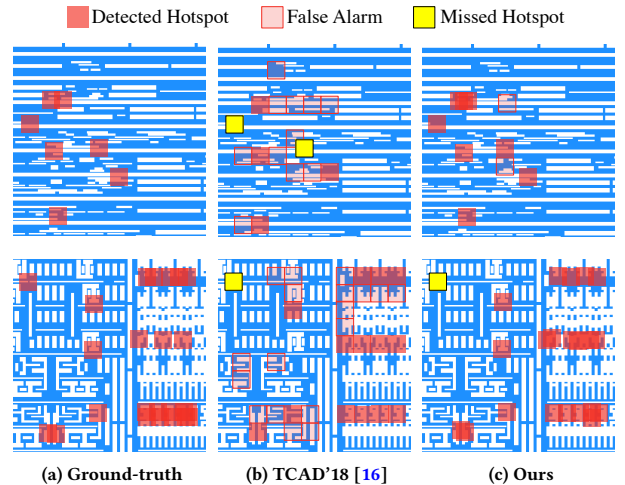 Detected Hotspot False Alarm Missed Hotspot
(a) Ground-truth (b) TCAD'18 [16] (c) Ours